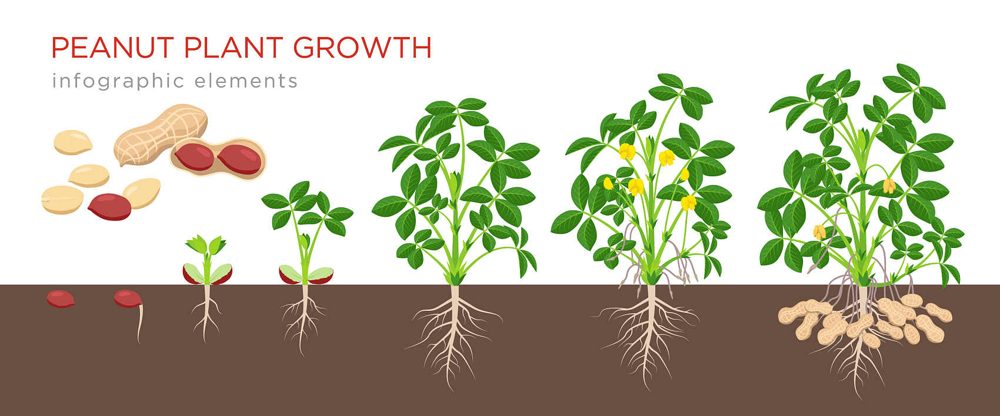 PEANUT PLANT GROWTH
infographic elements